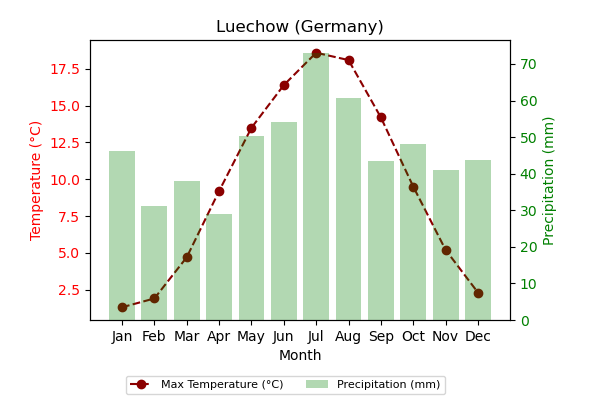 Luechow (Germany)
17.5
15.0
12.5
10.0
7.5
5.0
2.5
Temperature (°C)
70
60
50
40
30
20
10
0
Precipitation (mm)
Jan Feb Mar Apr May Jun Jul Aug Sep Oct Nov Dec
Month
Max Temperature (°C) Precipitation (mm)